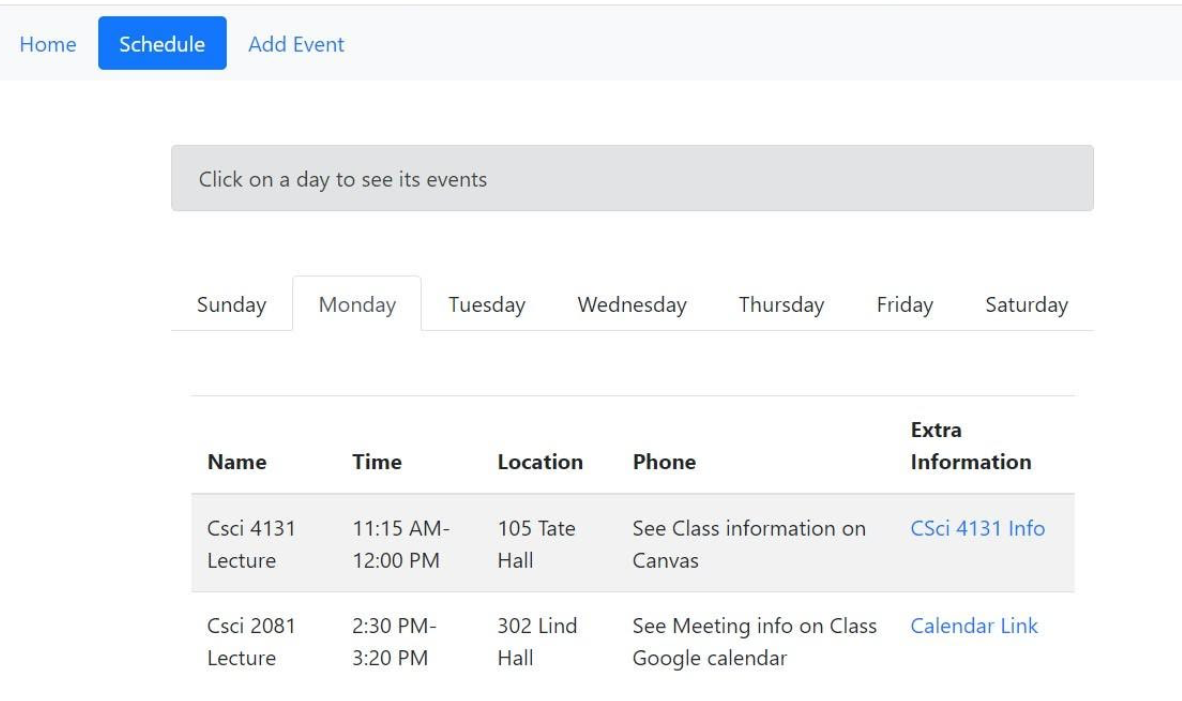 Home Schedule Add Event
Click on a day to see its events
Sunday Monday Tuesday Wednesday Thursday Friday Saturday
Extra
Name Time Location Phone Information
Csci 4131 11:15 AM- 105 Tate See Class information on CSci 4131 Info
Lecture 12:00 PM Hall Canvas
Csci 2081 2:30 PM- 302 Lind See Meeting info on Class Calendar Link
Lecture 3:20 PM Hall Google calendar